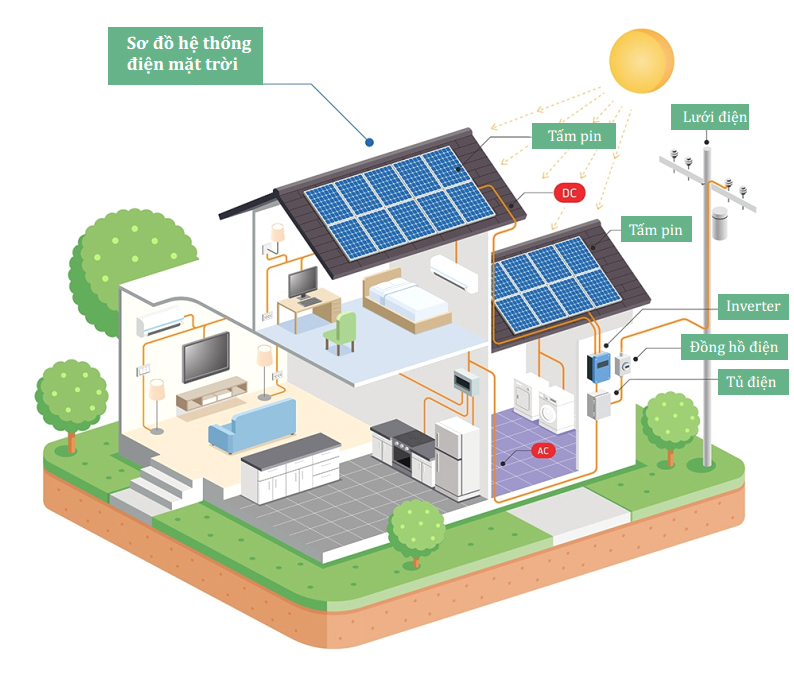 Sơ đồ hệ thống
điện mặt trời
Lưới điện
Tấm pin
DC
Tấm pin
Inverter
Đồng hồ điện
Tủ điện
AC